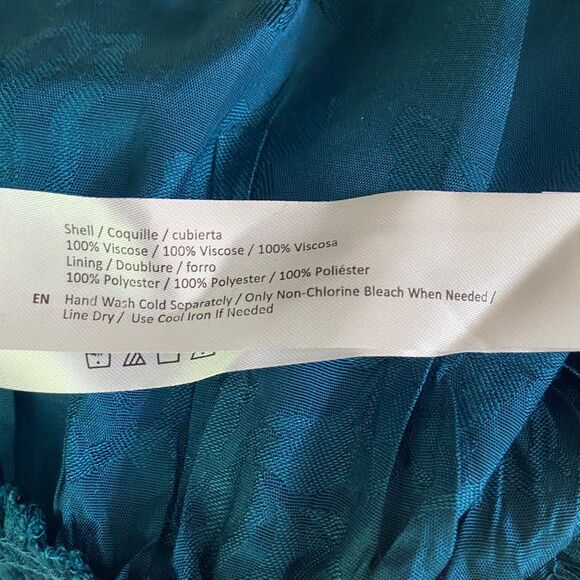 Shell / Coquille / cubierta
100% Viscose / 100% Viscose / 100% Viscosa
Lining / Doublure / forro
100% Polyester / 100% Polyester / 100% Poliéster
EN Hand Wash Cold Separately / Only Non-Chlorine Bleach When Needed /
Line Dry / Use Cool Iron If Needed